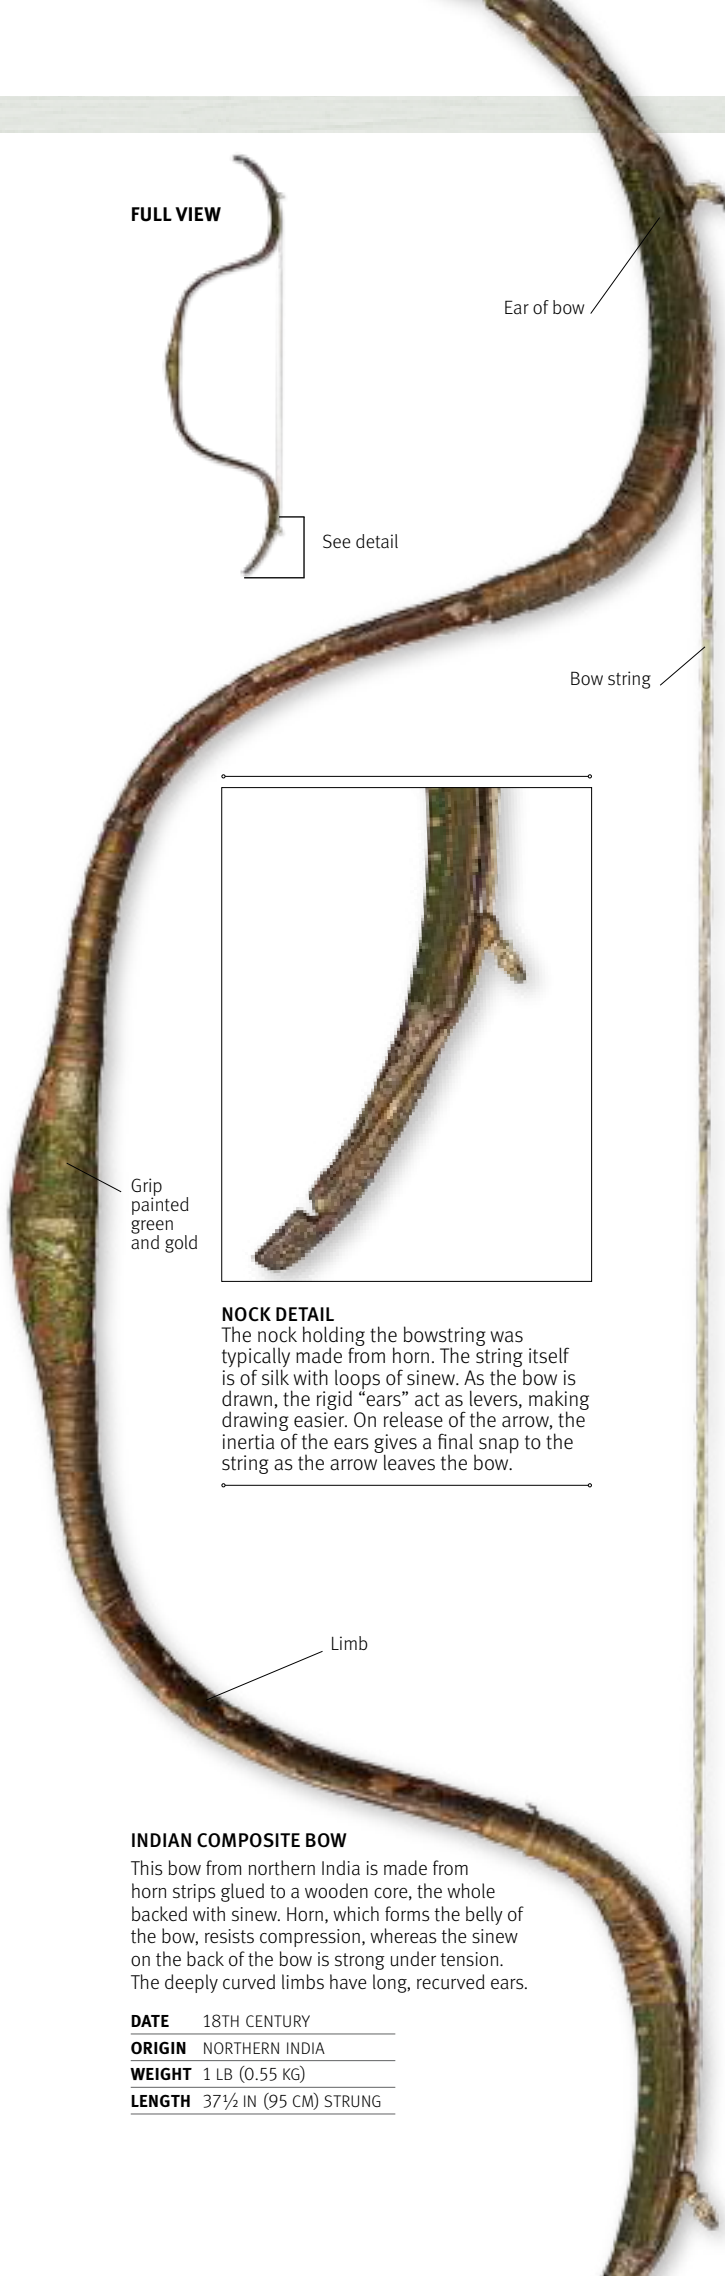 FULL VIEW
Ear of bow
See detail
Bow string
Grip
painted
green
and gold
NOCK DETAIL
The nock holding the bowstring was
typically made from horn. The string itself
is of silk with loops of sinew. As the bow is
drawn, the rigid “ears” act as levers, making
drawing easier. On release of the arrow, the
inertia of the ears gives a final snap to the
string as the arrow leaves the bow.
Limb
INDIAN COMPOSITE BOW
This bow from northern India is made from
horn strips glued to a wooden core, the whole
backed with sinew. Horn, which forms the belly of
the bow, resists compression, whereas the sinew
on the back of the bow is strong under tension.
The deeply curved limbs have long, recurved ears.
DATE 18TH CENTURY
ORIGIN NORTHERN INDIA
WEIGHT 1 LB (0.55 KG)
LENGTH 37½ IN (95 CM) STRUNG